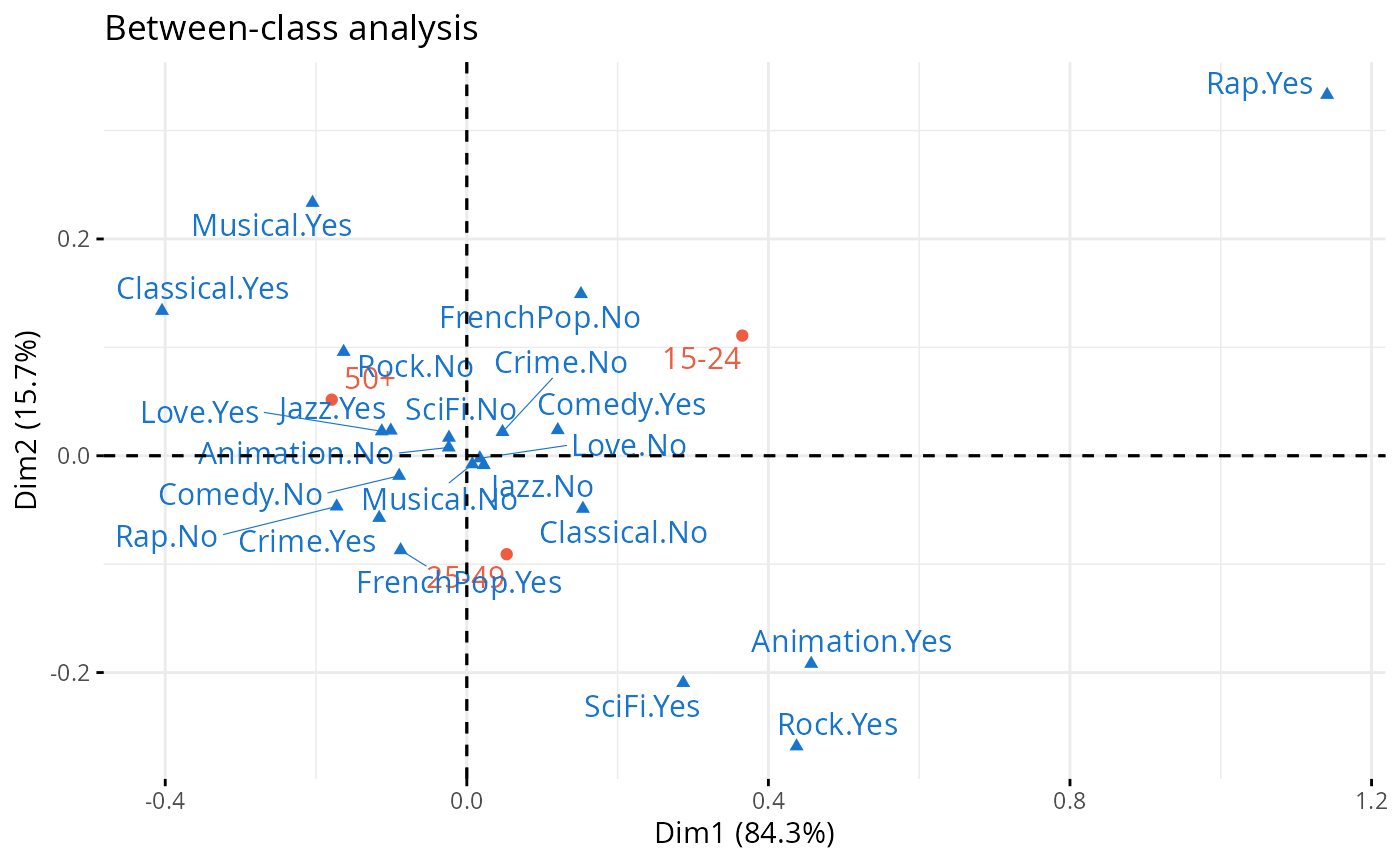 Between-class analysis
Rap.Yes
Musical.Yes
Classical.Yes
FrenchPop.No
Rock.No
Crime.No
15-24
50+
Love.Yes
Jazz.Yes
SciFi.No
Comedy.Yes
Animation.No
Love.No
Comedy.No
Musical.No
Jazz.No
Rap.No
Crime.Yes
Classical.No
25-49
FrenchPop.Yes
Animation.Yes
SciFi.Yes
Rock.Yes
0.2
0.0
-0.2
Dim2 (15.7%)
-0.4
0.0
0.4
0.8
1.2
Dim1 (84.3%)